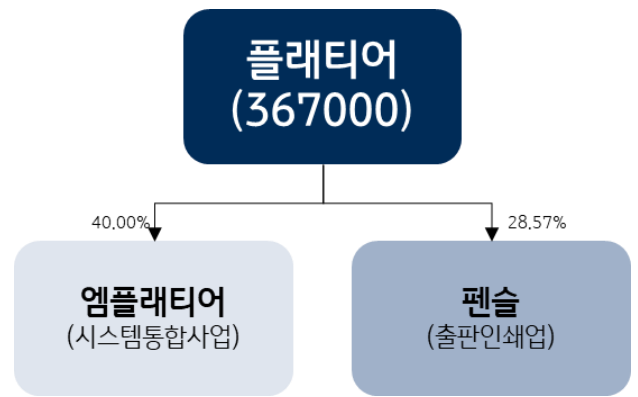 플래티어
(367000)
40.00%
28.57%
엠플래티어
(시스템통합사업)
펜슬
(출판인쇄업)